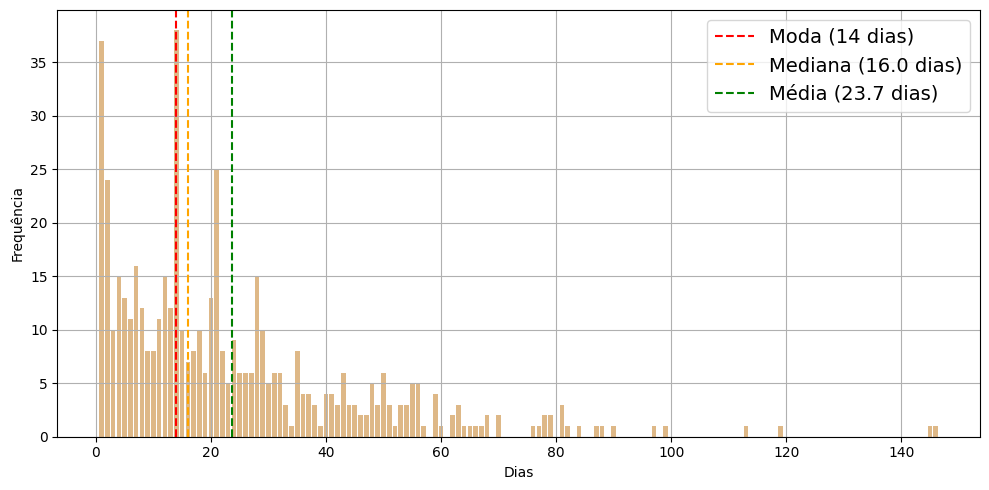 Moda (14 dias)
Mediana (16.0 dias)
Média (23.7 dias)
Frequência
35
30
25
20
15
10
5
0
0 20 40 60 80 100 120 140
Dias